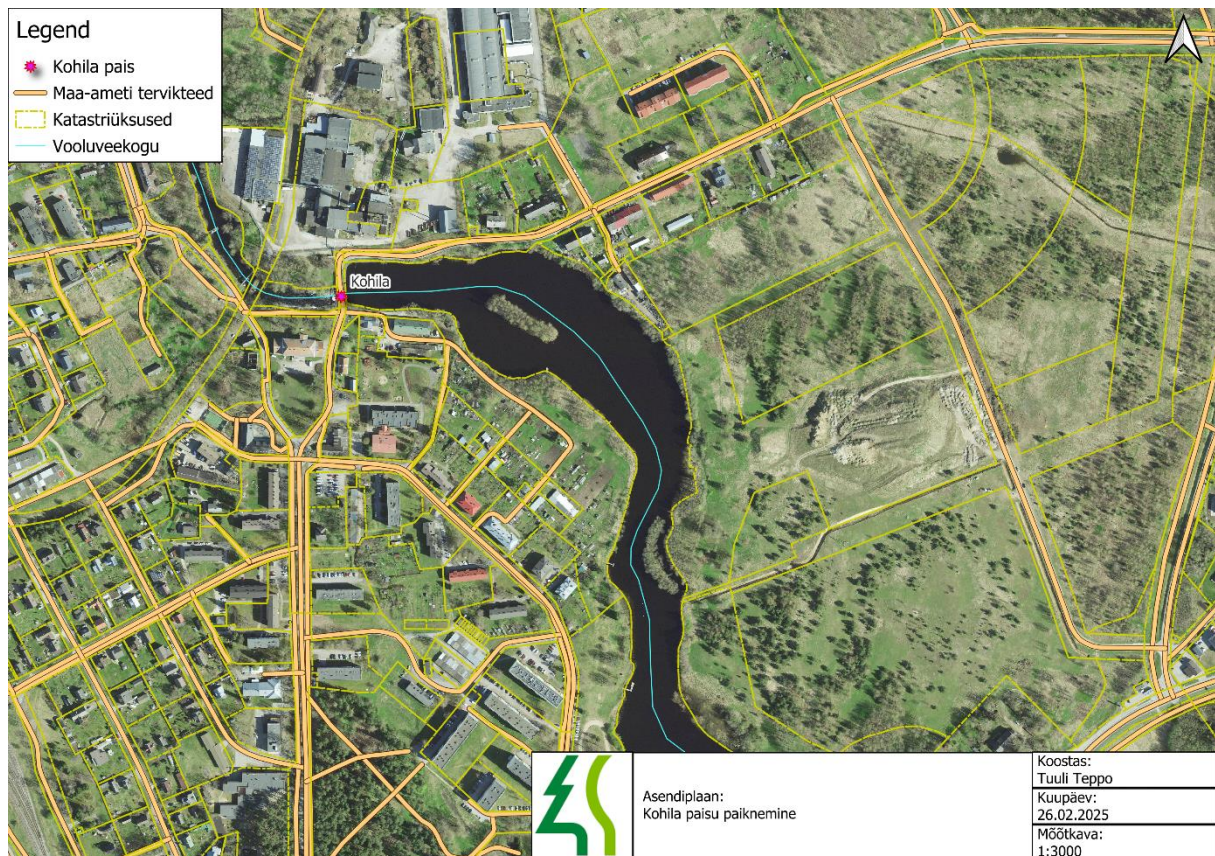 Legend
Kohila pais
Maa-ameti tervikteed
Katastriüksused
Vooluveekogu
Kohila
Asendiplaan:
Kohila paisu paiknemine
Koostas:
Tuuli Teppo
Kuupäev:
26.02.2025
Mõõtkava:
1:3000